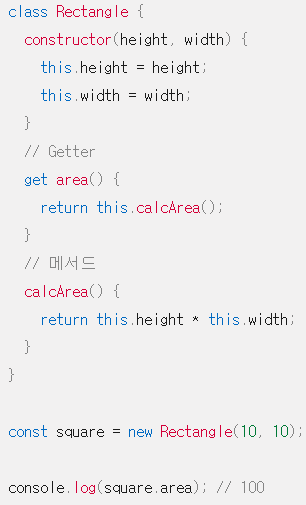 class Rectangle {
constructor(height, width) {
this.height = height;
this.width = width;
}
// Getter
get area() {
return this.calcArea();
}
// 메서드
calcArea() {
return this.height * this.width;
}
}
const square = new Rectangle(10, 10);
console.log(square.area); // 100